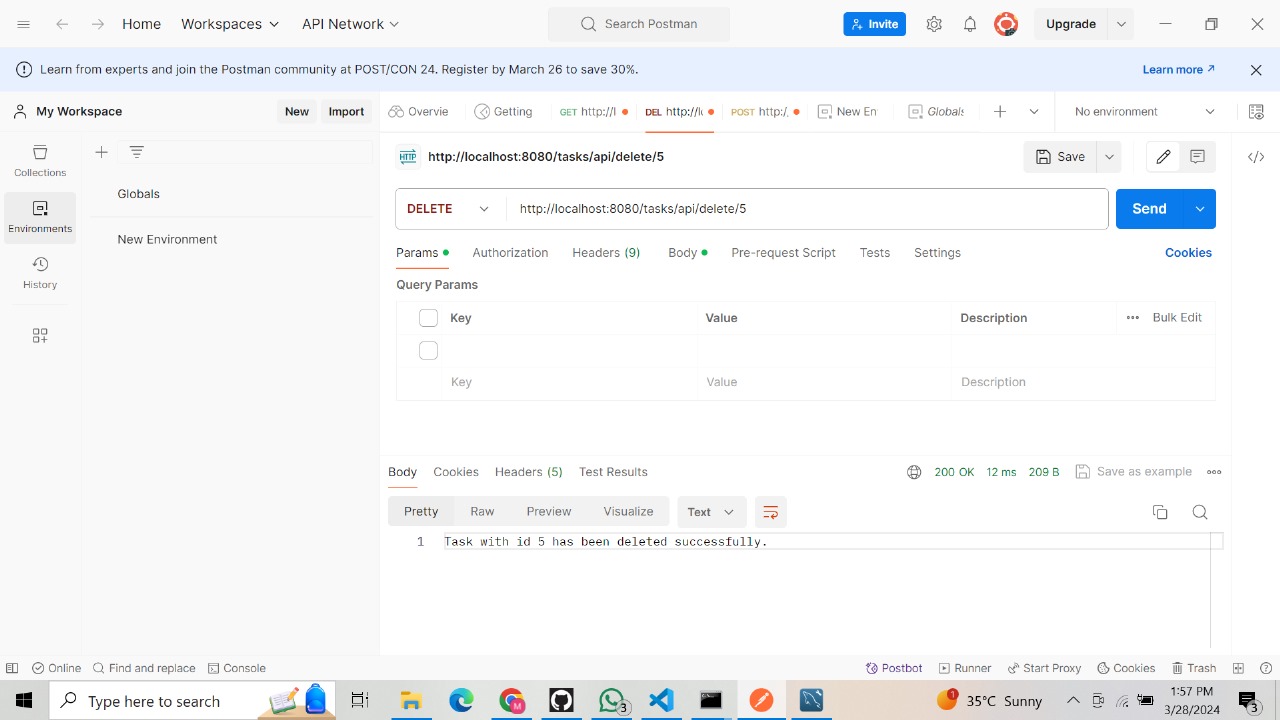 Home
Workspaces
API Network
Search Postman
Invite
Upgrade
Learn from experts and join the Postman community at POST/CON 24. Register by March 26 to save 30%.
Learn more
My Workspace
New
Import
Overvie
Getting
GET http://l
DEL http://l
POST http:/
New En
Globals
No environment
Collections
Environments
History
Globals
New Environment
HTTP http://localhost:8080/tasks/api/delete/5
Save
DELETE
http://localhost:8080/tasks/api/delete/5
Send
Params
Authorization
Headers (9)
Body
Pre-request Script
Tests
Settings
Cookies
Query Params
Key
Value
Description
Bulk Edit
Key
Value
Description
Body
Cookies
Headers (5)
Test Results
200 OK
12 ms
209 B
Save as example
Pretty
Raw
Preview
Visualize
Text
1
Task with id 5 has been deleted successfully.
Online
Find and replace
Console
Postbot
Runner
Start Proxy
Cookies
Trash
Type here to search
M
3
1
35°C Sunny
1:57 PM
3/28/2024
3